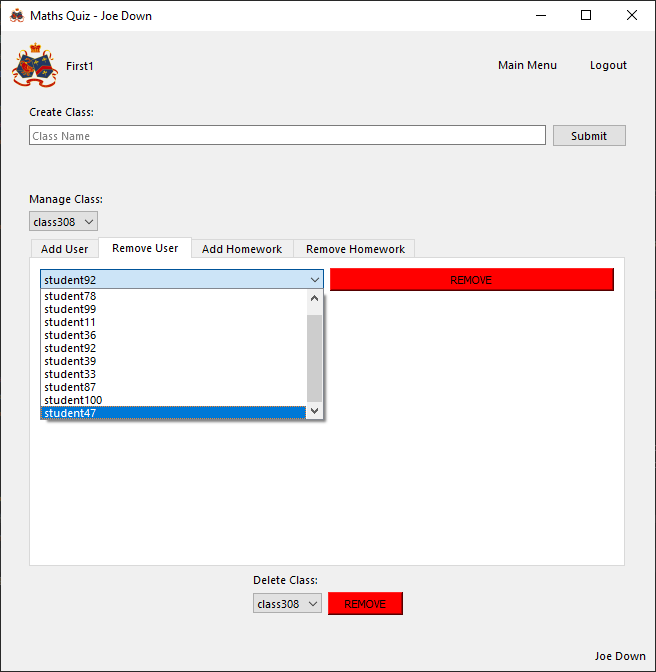 Maths Quiz - Joe Down
First1
Main Menu
Logout
Create Class:
Class Name
Submit
Manage Class:
class308
Add User
Remove User
Add Homework
Remove Homework
student92
REMOVE
student78
student99
student11
student36
student92
student39
student33
student87
student100
student47
Delete Class:
class308
REMOVE
Joe Down